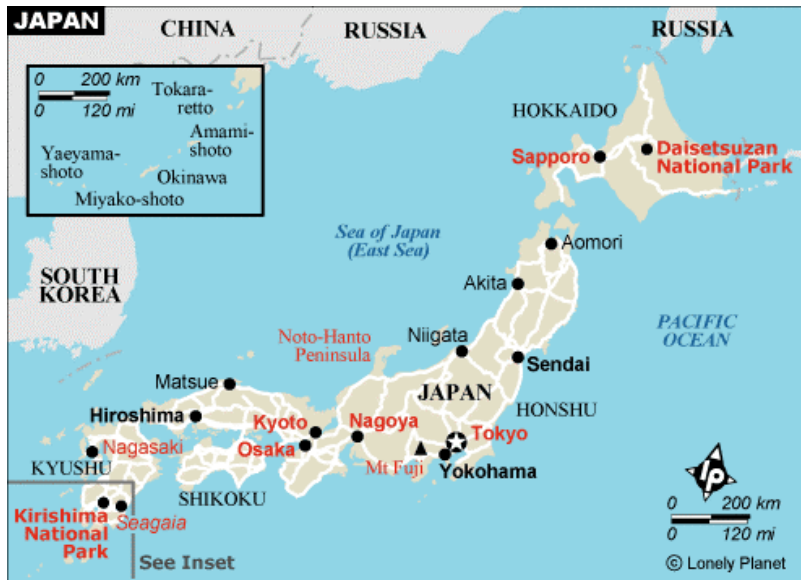 JAPAN
CHINA
RUSSIA
RUSSIA
0 200 km
0 120 mi
Tokara-
retto
Amami-
shoto
Yaeyama-
shoto
Okinawa
Miyako-shoto
HOKKAIDO
Sapporo
Daisetsuzan
National Park
Sea of Japan
(East Sea)
Aomori
SOUTH
KOREA
Akita
PACIFIC
OCEAN
Noto-Hanto
Peninsula
Niigata
Sendai
Matsue
JAPAN
HONSHU
Hiroshima
Kyoto
Nagoya
Tokyo
Nagasaki
Osaka
Mt Fuji
Yokohama
KYUSHU
SHIKOKU
Kirishima
National
Park
Seagaia
See Inset
lp
0 200 km
0 120 mi
© Lonely Planet